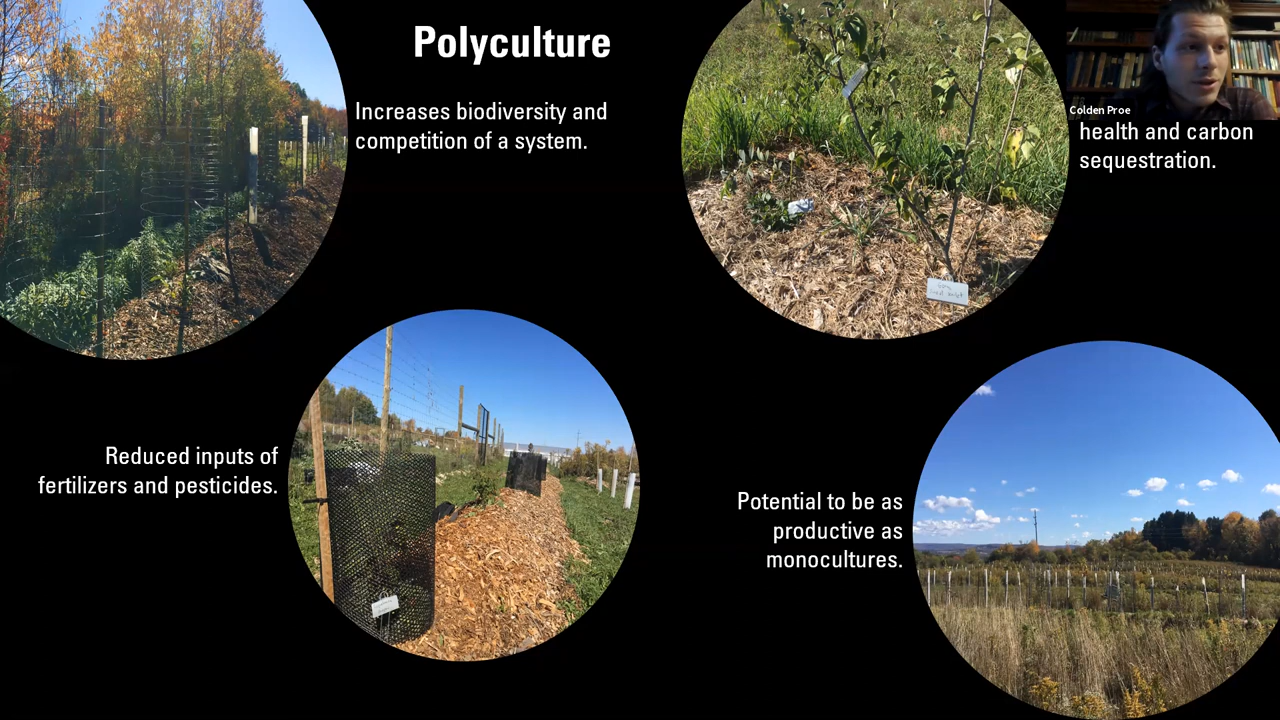 Polyculture
Increases biodiversity and
competition of a system.
Colden Proe
health and carbon
sequestration.
Reduced inputs of
fertilizers and pesticides.
Potential to be as
productive as
monocultures.